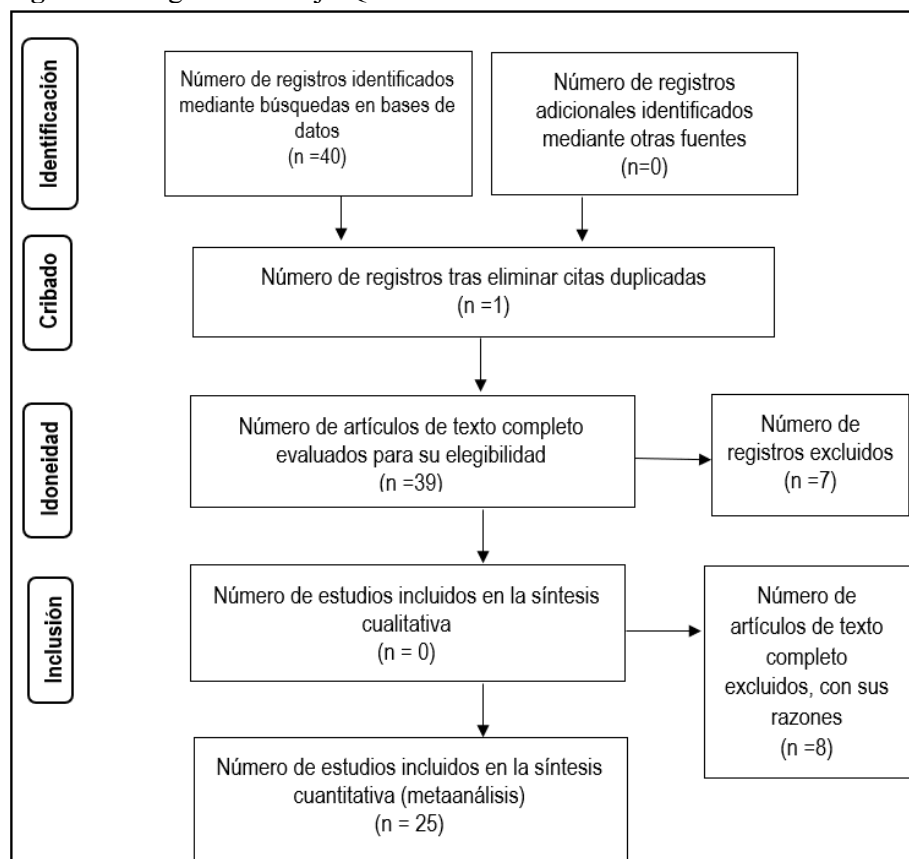 Identificación
Número de registros identificados
mediante búsquedas en bases de
datos
(n =40)
Número de registros
adicionales identificados
mediante otras fuentes
(n=0)
Cribado
Número de registros tras eliminar citas duplicadas
(n =1)
Idoneidad
Número de artículos de texto completo
evaluados para su elegibilidad
(n =39)
Número de
registros excluidos
(n =7)
Inclusión
Número de estudios incluidos en la síntesis
cualitativa
(n = 0)
Número de
artículos de texto
completo
excluidos, con sus
razones
(n =8)
Número de estudios incluidos en la síntesis
cuantitativa (metaanálisis)
(n = 25)